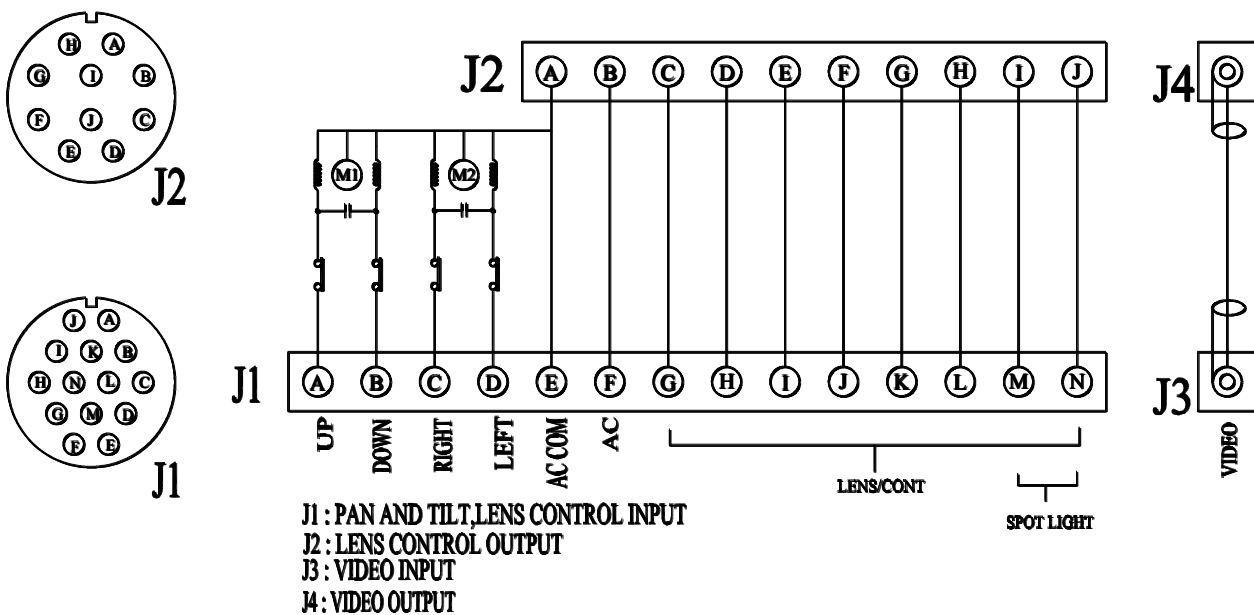 H A
G I B
F J C
E D
J2
J2 A B C D E F G H I J
J4
M1 M2
J A
I K B
H N L C
G M D
F E
J1
J1 A B C D E F G H I J K L M N
J3
UP
DOWN
RIGHT
LEFT
AC COM
AC
LENS/CONT
SPOT LIGHT
VIDEO
J1 : PAN AND TILT,LENS CONTROL INPUT
J2 : LENS CONTROL OUTPUT
J3 : VIDEO INPUT
J4 : VIDEO OUTPUT